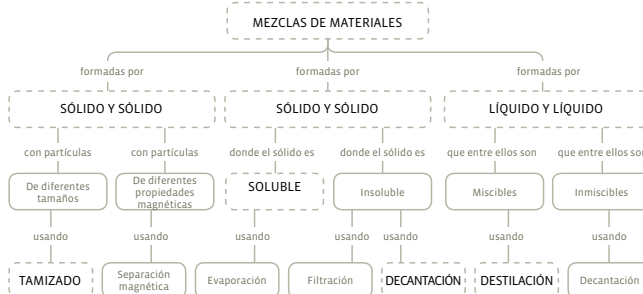 MEZCLAS DE MATERIALES
formadas por formadas por formadas por
SÓLIDO Y SÓLIDO SÓLIDO Y SÓLIDO LÍQUIDO Y LÍQUIDO
con partículas con partículas donde el sólido es donde el sólido es que entre ellos son que entre ellos son
De diferentes
tamaños
De diferentes
propiedades
magnéticas
SOLUBLE
Insoluble
Miscibles
Inmiscibles
usando usando usando usando usando usando usando
TAMIZADO
Separación
magnética
Evaporación
Filtración
DECANTACIÓN
DESTILACIÓN
Decantación